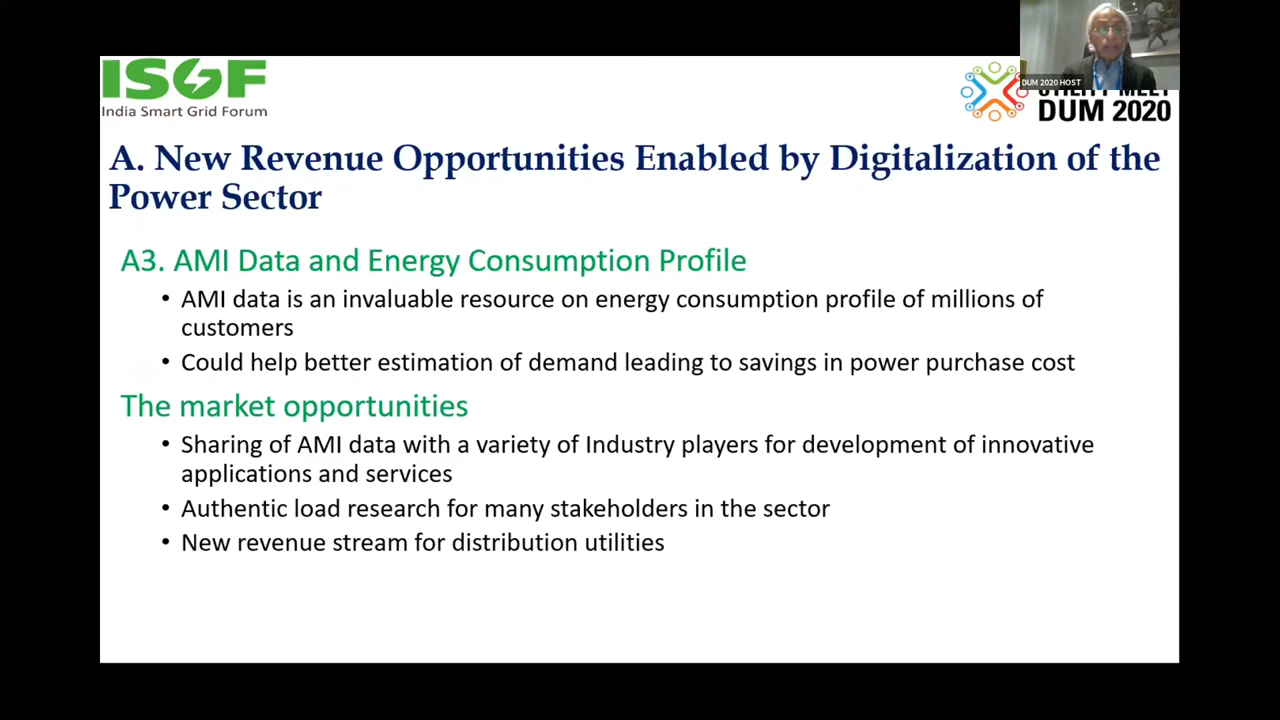 ISGF
India Smart Grid Forum
DUM 2020 HOST
UTILITY MEET
DUM 2020
A. New Revenue Opportunities Enabled by Digitalization of the
Power Sector
A3. AMI Data and Energy Consumption Profile
• AMI data is an invaluable resource on energy consumption profile of millions of
customers
• Could help better estimation of demand leading to savings in power purchase cost
The market opportunities
• Sharing of AMI data with a variety of Industry players for development of innovative
applications and services
• Authentic load research for many stakeholders in the sector
• New revenue stream for distribution utilities